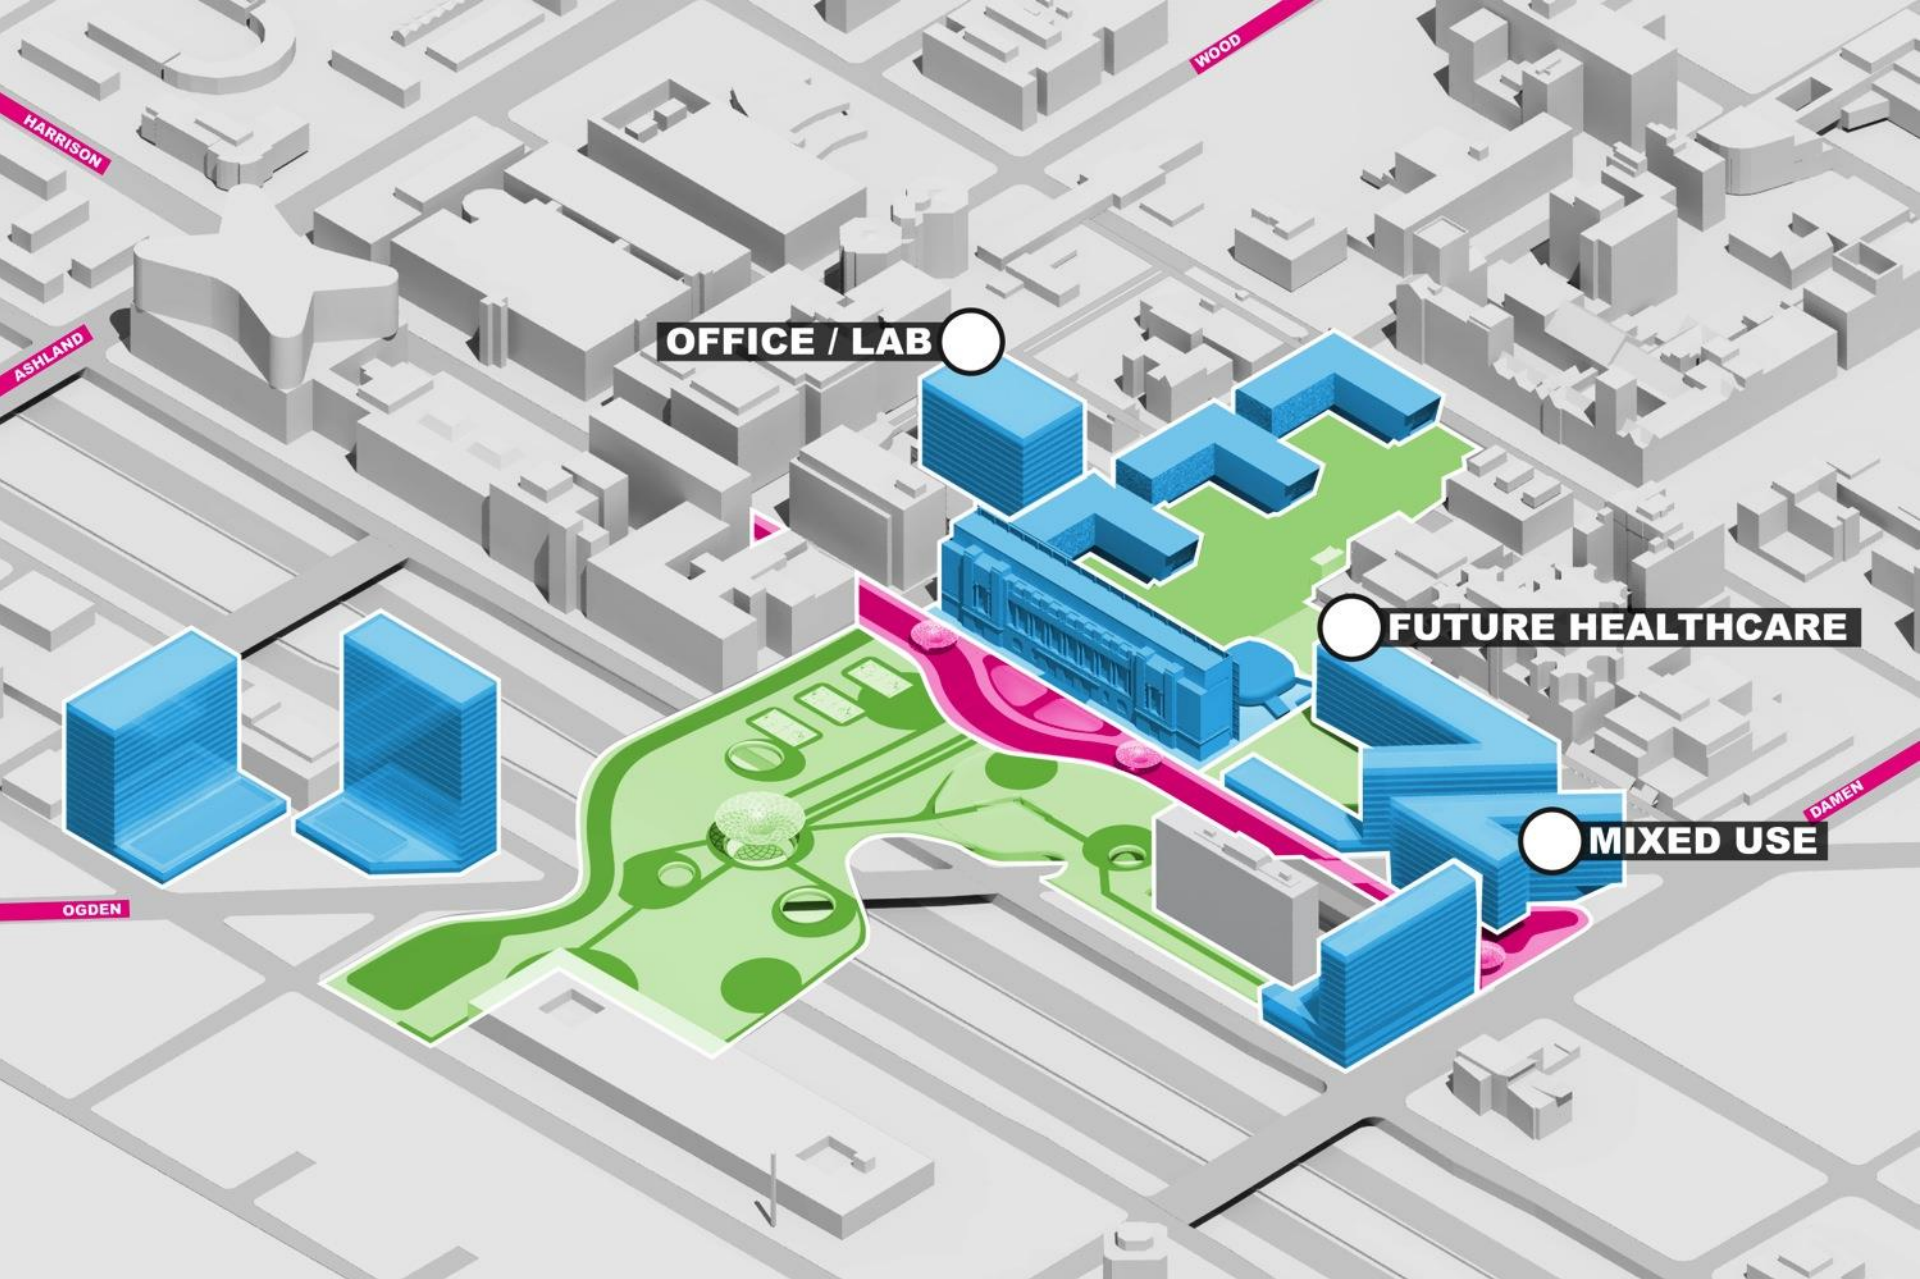 WOOD
HARRISON
ASHLAND
OFFICE / LAB
FUTURE HEALTHCARE
DAMEN
MIXED USE
OGDEN